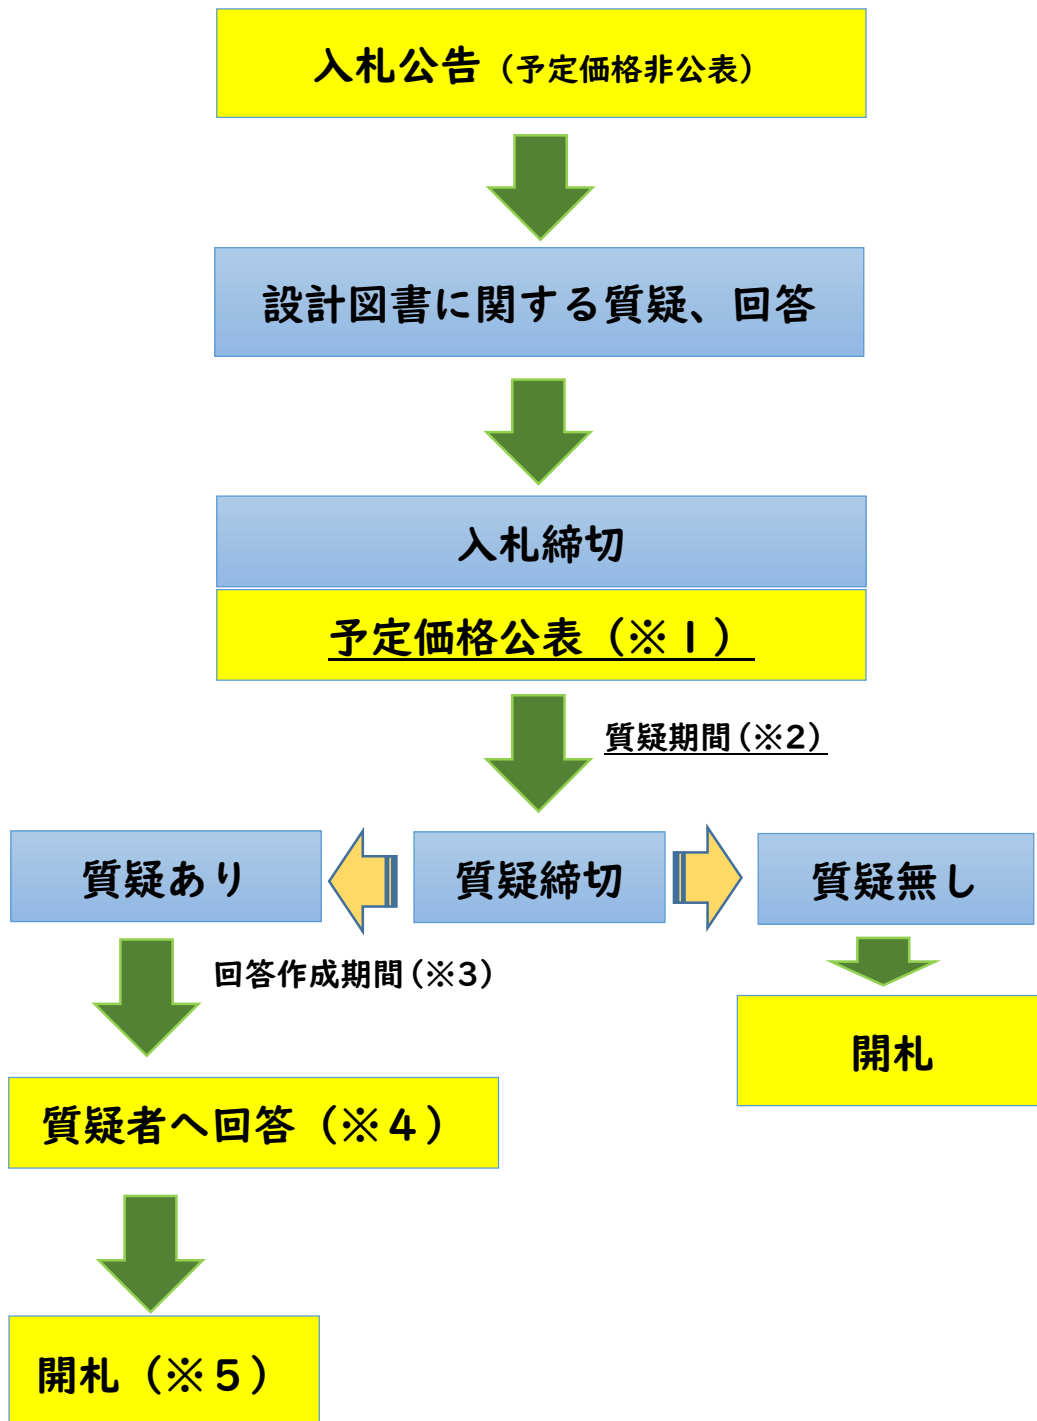 入札公告（予定価格非公表）
設計図書に関する質疑、回答
入札締切
予定価格公表（※１）
質疑期間(※2)
質疑あり
質疑締切
質疑無し
回答作成期間(※3)
開札
質疑者へ回答（※４）
開札（※５）